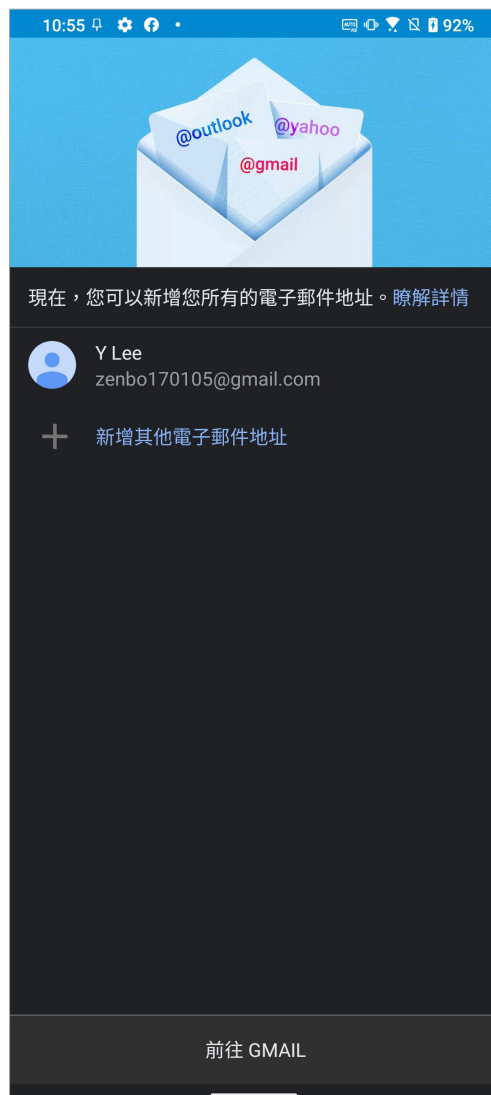 10:55
92%
@outlook
@yahoo
@gmail
現在，您可以新增您所有的電子郵件地址。瞭解詳情
Y Lee
zenbo170105@gmail.com
新增其他電子郵件地址
前往 GMAIL